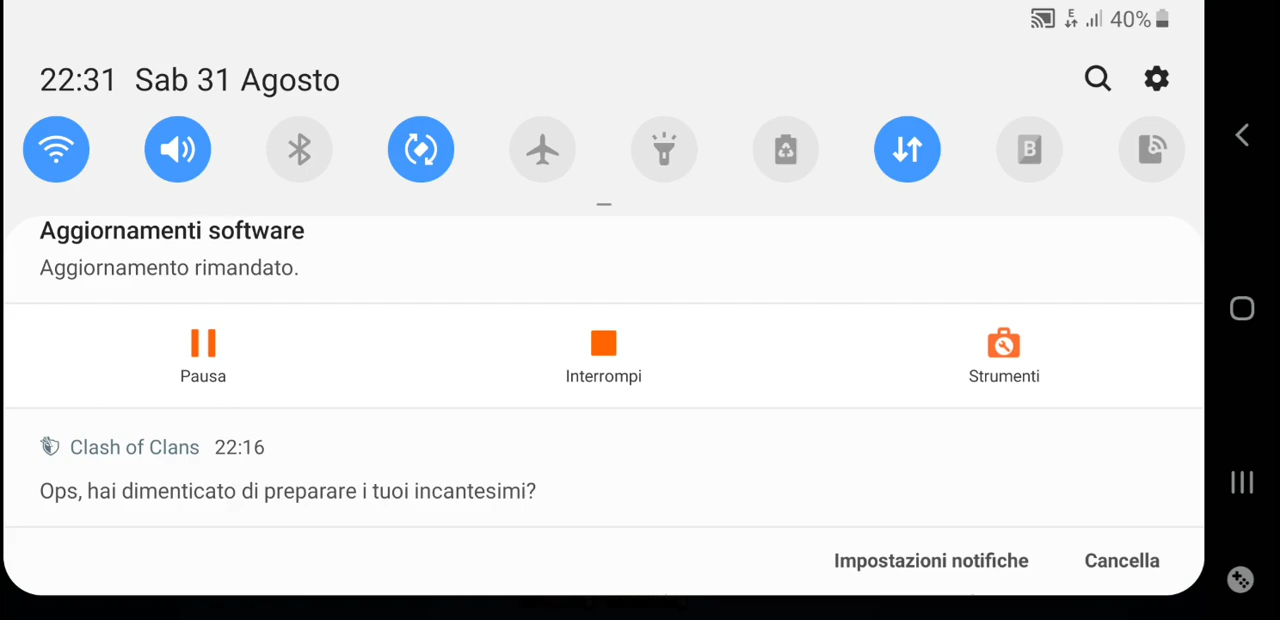 E 40%
22:31 Sab 31 Agosto
B
Aggiornamenti software
Aggiornamento rimandato.
Pausa Interrompi Strumenti
Clash of Clans 22:16
Ops, hai dimenticato di preparare i tuoi incantesimi?
Impostazioni notifiche Cancella